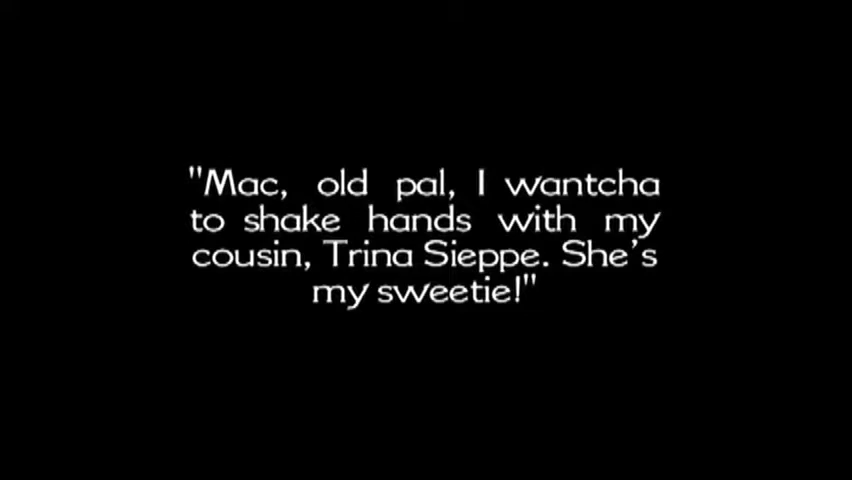 "Mac, old pal, I wantcha
to shake hands with my
cousin, Trina Sieppe. She's
my sweetie!"